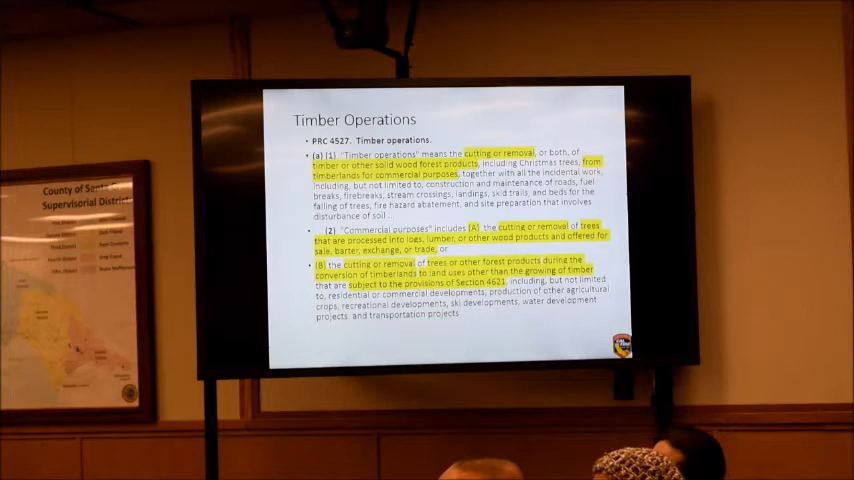 Timber Operations
• PRC 4527. Timber operations.
• (a) (1) "Timber operations" means the cutting or removal, or both, of
timber or other solid wood forest products, including Christmas trees, from
timberlands for commercial purposes, together with all the incidental work,
including, but not limited to, construction and maintenance of roads, fuel
breaks, firebreaks, stream crossings, landings, skid trails, and beds for the
falling of trees, fire hazard abatement, and site preparation that involves
disturbance of soil ...
• (2) "Commercial purposes" includes (A) the cutting or removal of trees
that are processed into logs, lumber, or other wood products and offered for
sale, barter, exchange, or trade, or
• (B) the cutting or removal of trees or other forest products during the
conversion of timberlands to land uses other than the growing of timber
that are subject to the provisions of Section 4621, including, but not limited
to, residential or commercial developments, production of other agricultural
crops, recreational developments, ski developments, water development
projects, and transportation projects
County of Santa
Supervisorial District